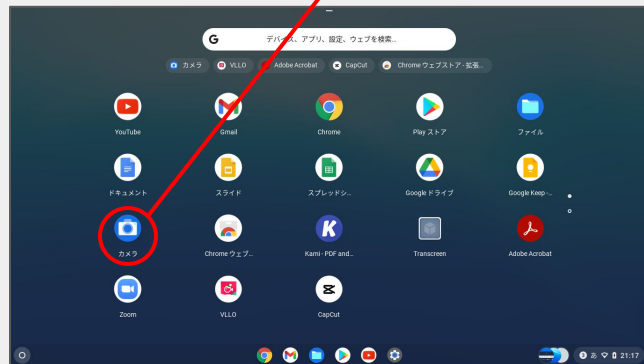 デバイス、アプリ、設定、ウェブを検索...
カメラ VLLO Adobe Acrobat CapCut Chrome ウェブストア - 拡張...
YouTube Gmail Chrome Play ストア ファイル
ドキュメント スライド スプレッドシ... Google ドライブ Google Keep -...
カメラ Chrome ウェブ... Kami - PDF and... Transcreen Adobe Acrobat
Zoom VLLO CapCut
あ 21:17